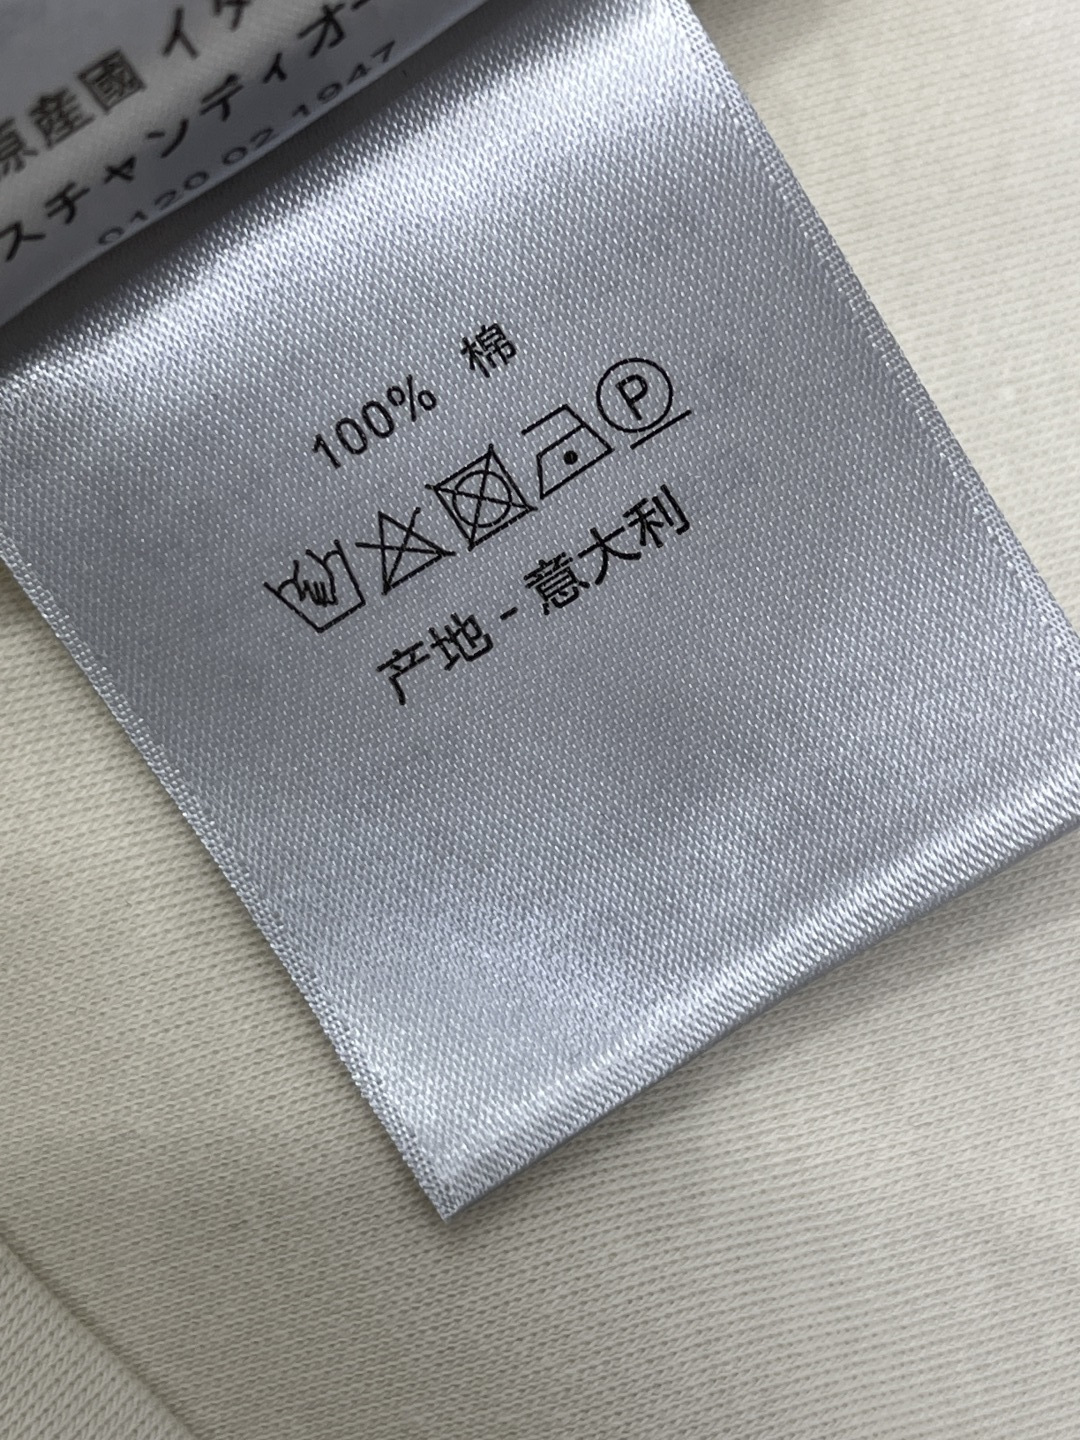 原産國 イタ
スチャンディオー
0120 02 1947
100% 棉
P
产地 - 意大利